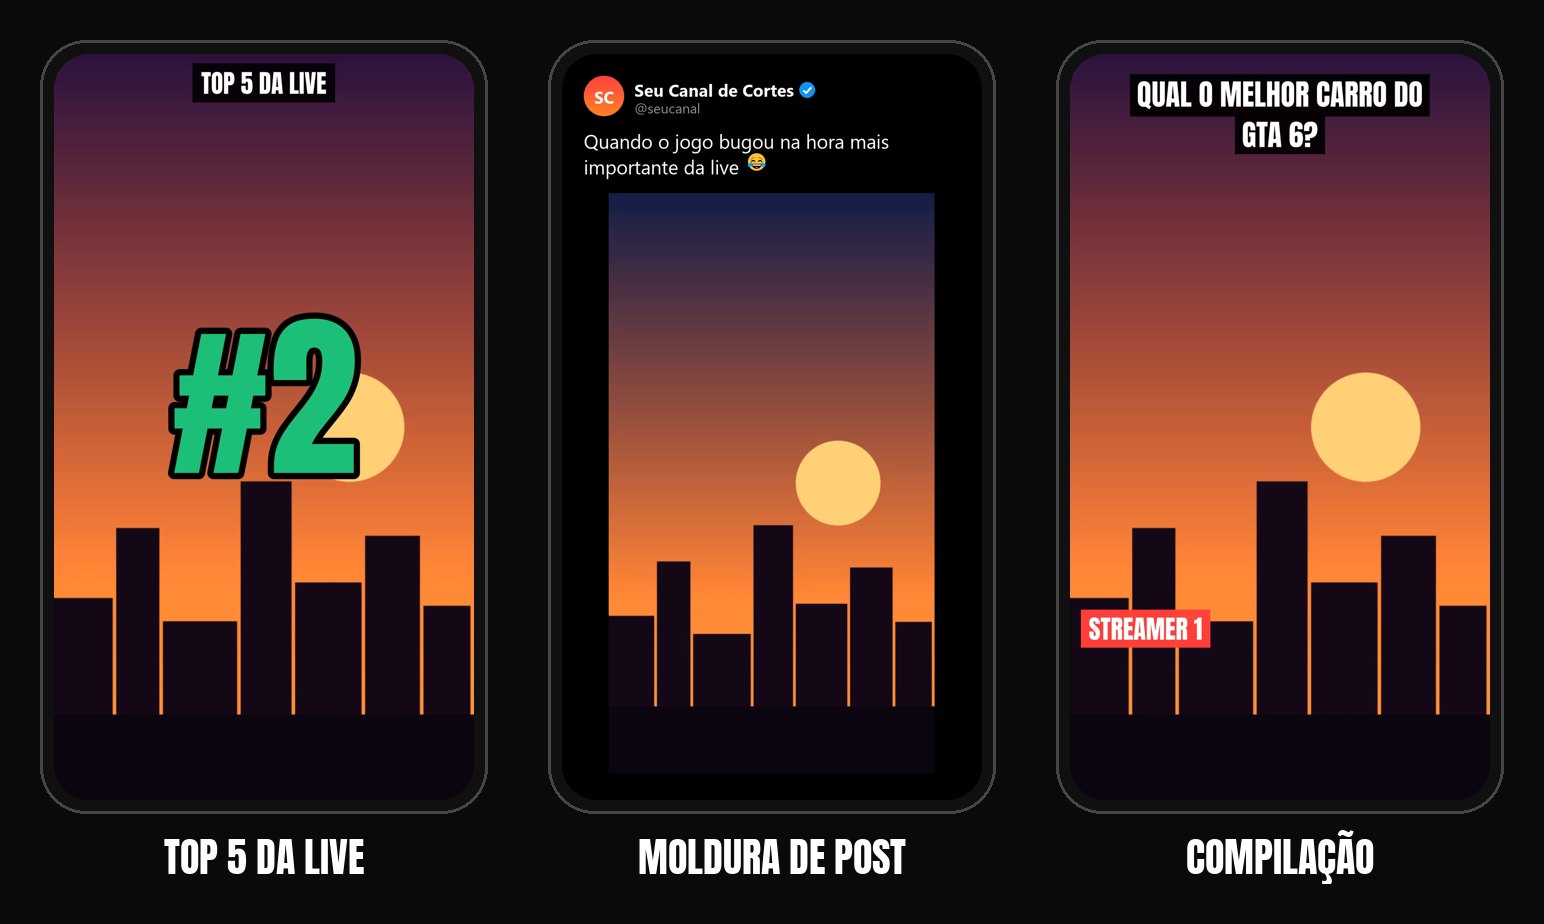 TOP 5 DA LIVE
#2
TOP 5 DA LIVE
SC
Seu Canal de Cortes
@seucanal
Quando o jogo bugou na hora mais
importante da live 😂
MOLDURA DE POST
QUAL O MELHOR CARRO DO
GTA 6?
STREAMER 1
COMPILAÇÃO